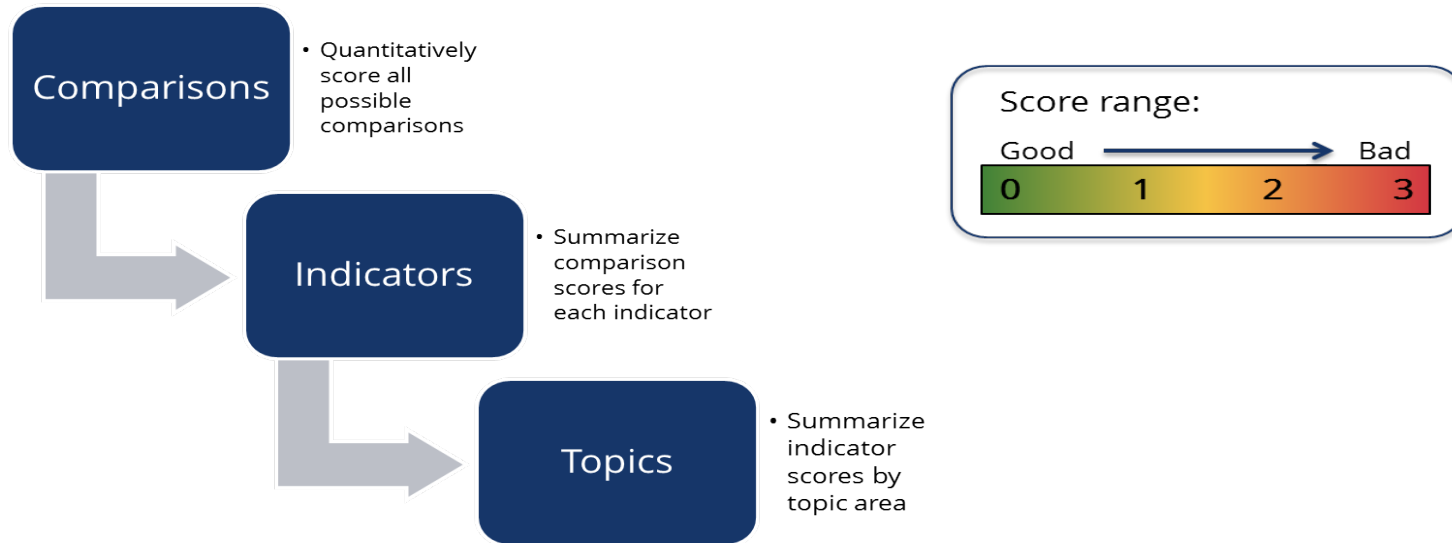 Comparisons
• Quantitatively
score all
possible
comparisons
Score range:
Good Bad
0 1 2 3
Indicators
• Summarize
comparison
scores for
each indicator
Topics
• Summarize
indicator
scores by
topic area